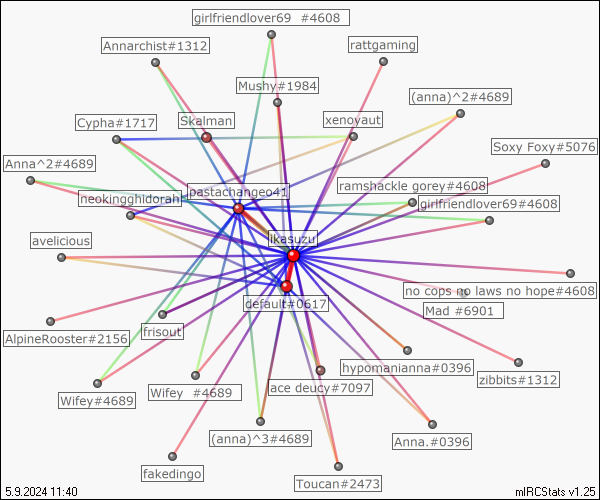 girlfriendlover69  #4608
Annarchist#1312
rattgaming
Mushy#1984
(anna)^2#4689
Cypha#1717
Skalman
xenovaut
Soxy Foxy#5076
Anna^2#4689
pastachangeo41
ramshackle gorey#4608
neokingghidorah
girlfriendlover69#4608
avelicious
ikasuzu
no cops no laws no hope#4608
default#0617
Mad #6901
AlpineRooster#2156
frisout
hypomanianna#0396
zibbits#1312
Wifey#4689
Wifey  #4689
ace deucy#7097
(anna)^3#4689
Anna.#0396
fakedingo
Toucan#2473
5.9.2024 11:40
mIRCStats v1.25